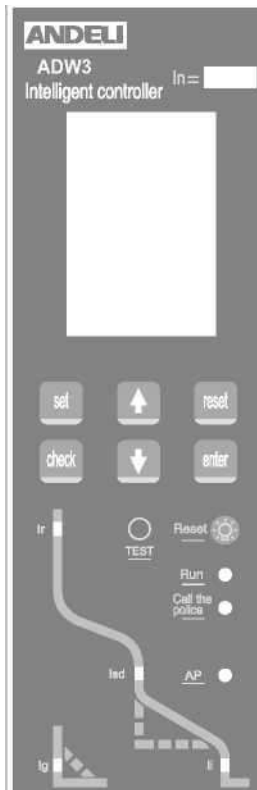 ANDELI
ADW3
In=
Intelligent controller
set
reset
check
enter
Ir
TEST
Reset
Run
Call the
police
Isd
AP
Ig
Ii